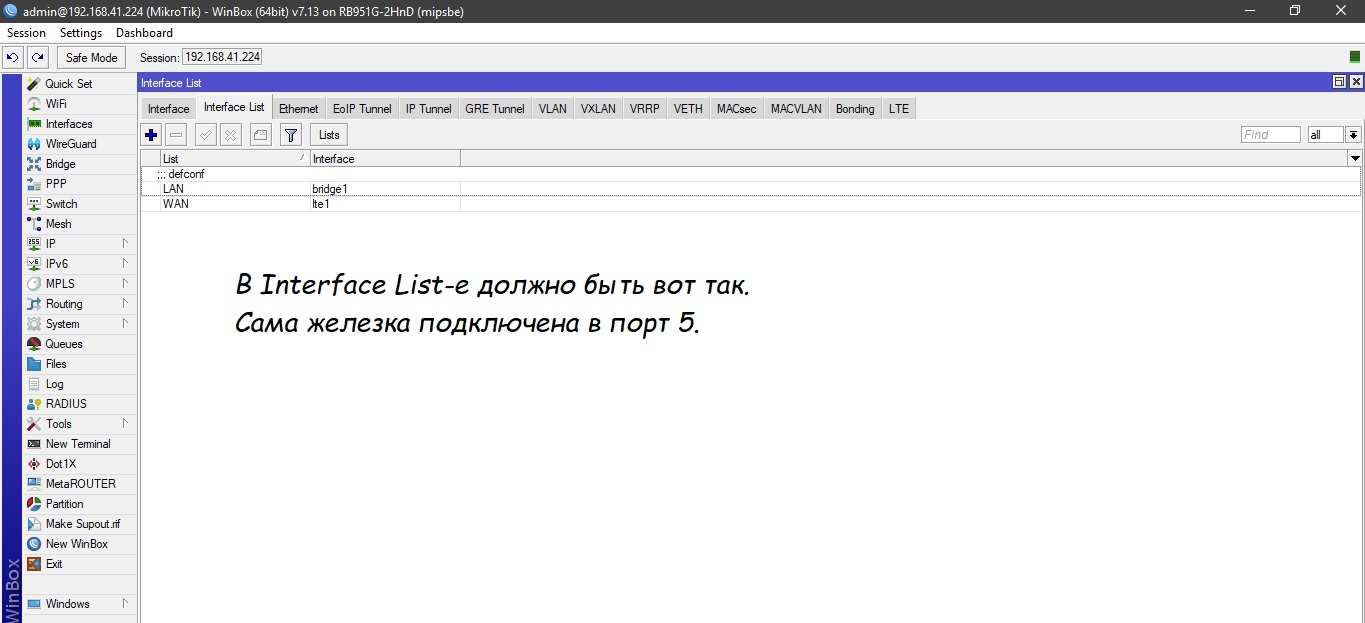 admin@192.168.41.224 (MikroTik) - WinBox (64bit) v7.13 on RB951G-2HnD (mipsbe)
Session Settings Dashboard
Safe Mode Session: 192.168.41.224
Interface List
Interface Interface List Ethernet EoIP Tunnel IP Tunnel GRE Tunnel VLAN VXLAN VRRP VETH MACsec MACVLAN Bonding LTE
Lists Find all
List Interface
;;; defconf
LAN bridge1
WAN lte1
В Interface List-е должно быть вот так.
Сама железка подключена в порт 5.
Quick Set
WiFi
Interfaces
WireGuard
Bridge
PPP
Switch
Mesh
IP
IPv6
MPLS
Routing
System
Queues
Files
Log
RADIUS
Tools
New Terminal
Dot1X
MetaROUTER
Partition
Make Supout.rif
New WinBox
Exit
Windows
WinBox